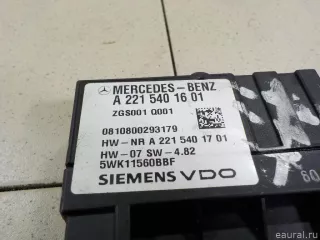 MERCEDES-BENZ
A 221 540 16 01
ZGS001 Q001
0810800293179
HW-NR A 221 540 17 01
HW-07 SW-4.82
5WK11560BBF
SIEMENS VDO
eural.ru